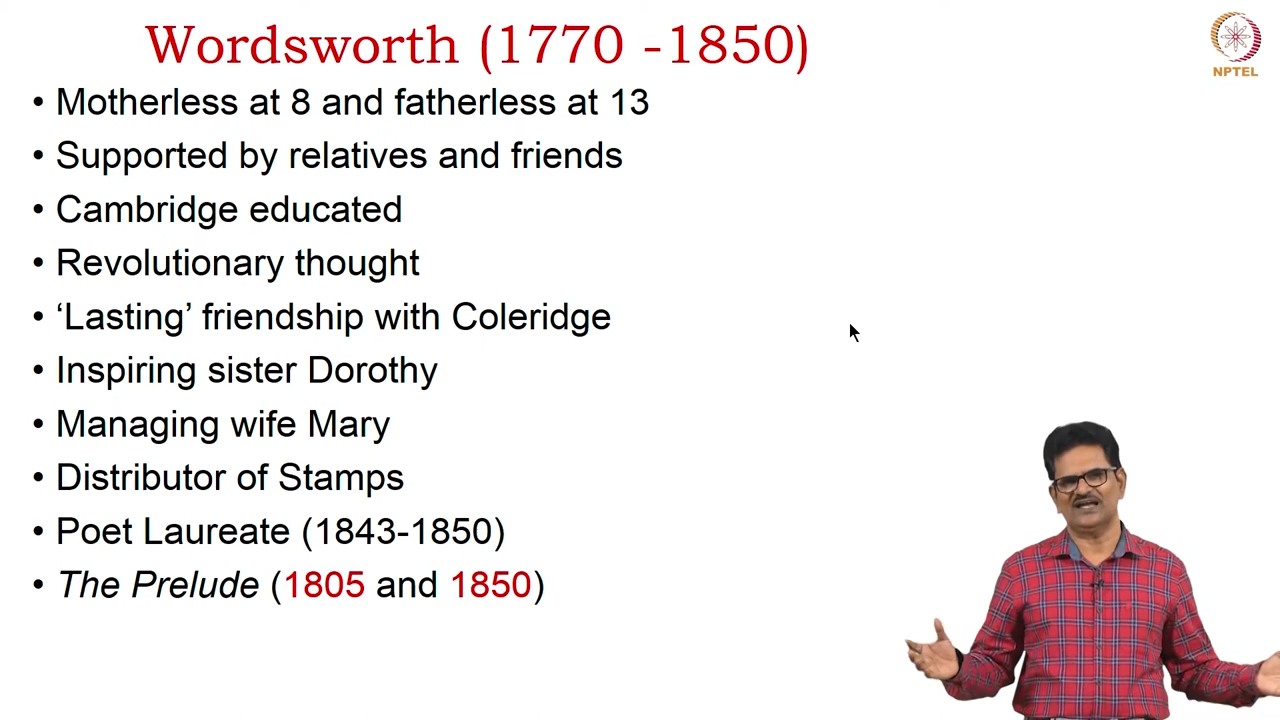 Wordsworth (1770 -1850)
NPTEL
• Motherless at 8 and fatherless at 13
• Supported by relatives and friends
• Cambridge educated
• Revolutionary thought
• ‘Lasting’ friendship with Coleridge
• Inspiring sister Dorothy
• Managing wife Mary
• Distributor of Stamps
• Poet Laureate (1843-1850)
• The Prelude (1805 and 1850)